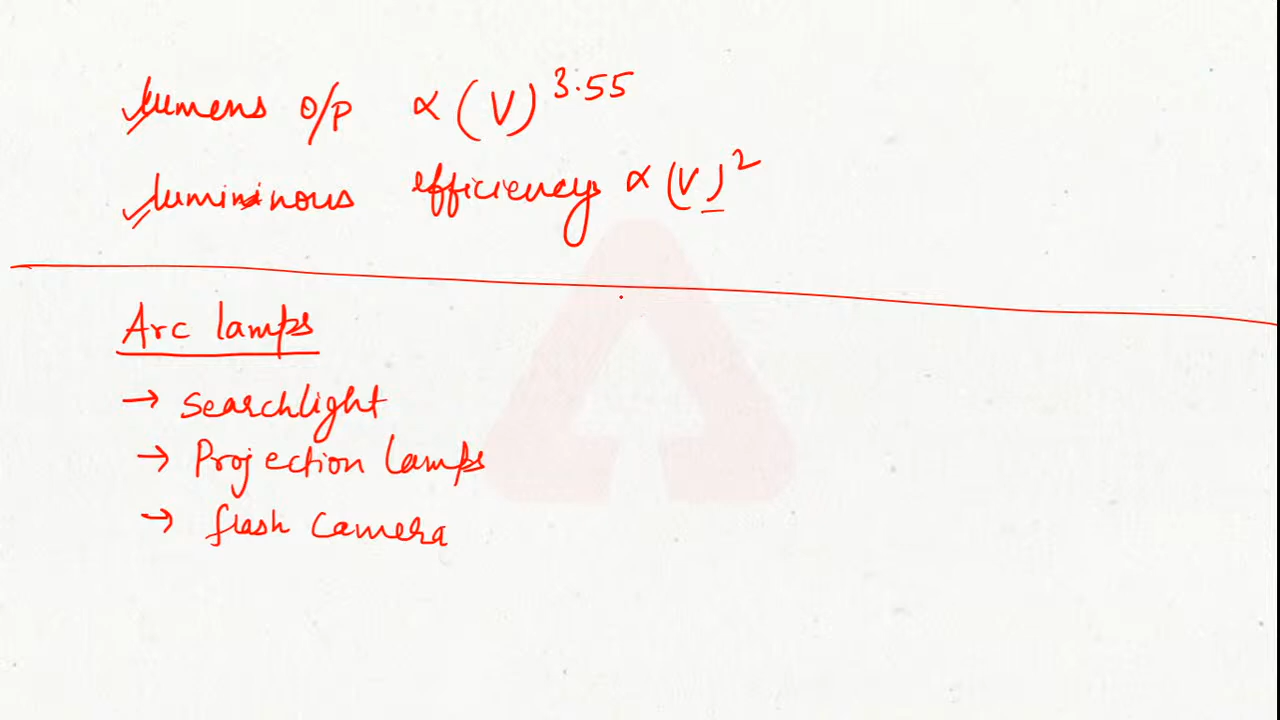 lumens o/p ∝ (V)^3.55
luminous efficiency ∝ (V)^2
Arc lamps
→ Searchlight
→ Projection lamps
→ flash camera